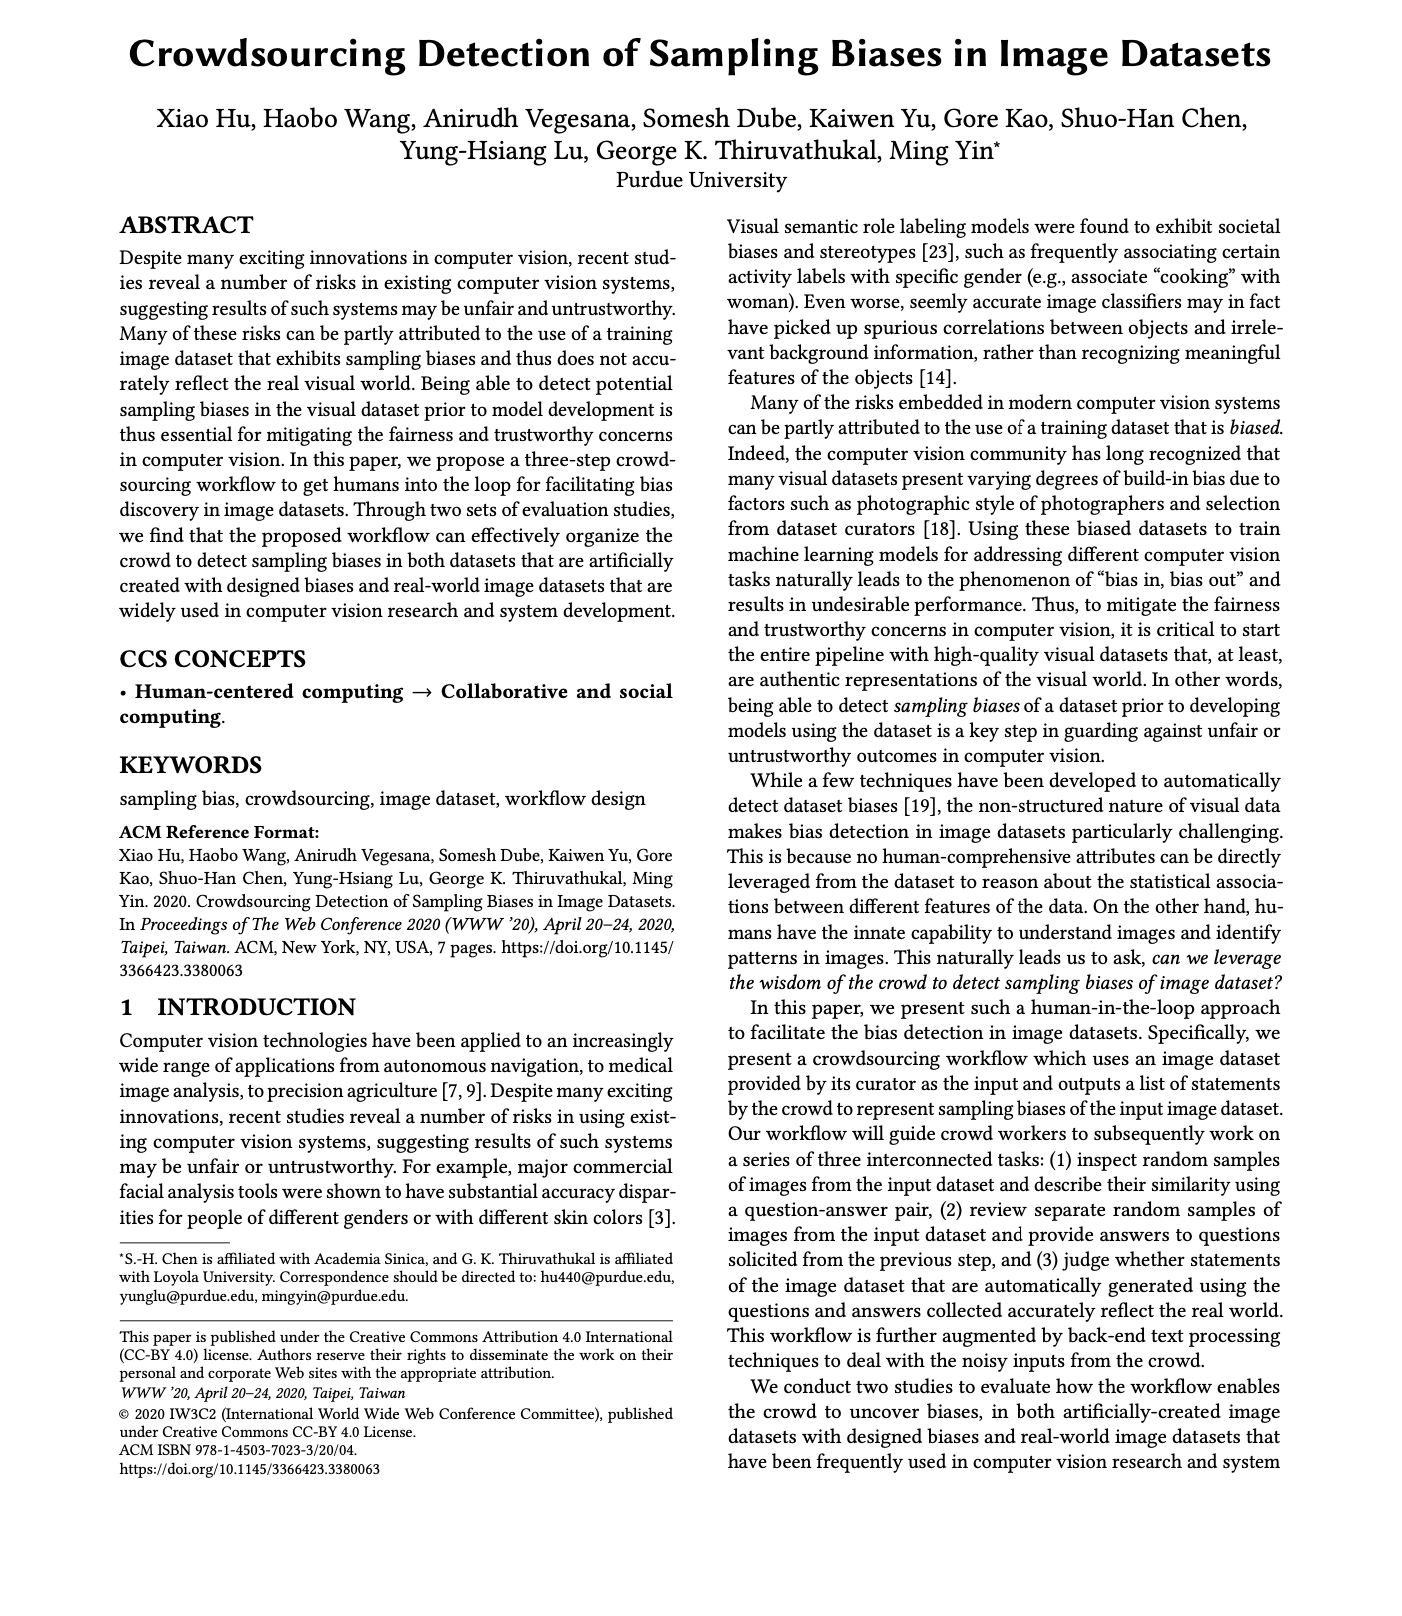 Crowdsourcing Detection of Sampling Biases in Image Datasets
Xiao Hu, Haobo Wang, Anirudh Vegesana, Somesh Dube, Kaiwen Yu, Gore Kao, Shuo-Han Chen,
Yung-Hsiang Lu, George K. Thiruvathukal, Ming Yin*
Purdue University
ABSTRACT
Despite many exciting innovations in computer vision, recent stud-
ies reveal a number of risks in existing computer vision systems,
suggesting results of such systems may be unfair and untrustworthy.
Many of these risks can be partly attributed to the use of a training
image dataset that exhibits sampling biases and thus does not accu-
rately reflect the real visual world. Being able to detect potential
sampling biases in the visual dataset prior to model development is
thus essential for mitigating the fairness and trustworthy concerns
in computer vision. In this paper, we propose a three-step crowd-
sourcing workflow to get humans into the loop for facilitating bias
discovery in image datasets. Through two sets of evaluation studies,
we find that the proposed workflow can effectively organize the
crowd to detect sampling biases in both datasets that are artificially
created with designed biases and real-world image datasets that are
widely used in computer vision research and system development.
CCS CONCEPTS
• Human-centered computing → Collaborative and social
computing.
KEYWORDS
sampling bias, crowdsourcing, image dataset, workflow design
ACM Reference Format:
Xiao Hu, Haobo Wang, Anirudh Vegesana, Somesh Dube, Kaiwen Yu, Gore
Kao, Shuo-Han Chen, Yung-Hsiang Lu, George K. Thiruvathukal, Ming
Yin. 2020. Crowdsourcing Detection of Sampling Biases in Image Datasets.
In Proceedings of The Web Conference 2020 (WWW ’20), April 20–24, 2020,
Taipei, Taiwan. ACM, New York, NY, USA, 7 pages. https://doi.org/10.1145/
3366423.3380063
1 INTRODUCTION
Computer vision technologies have been applied to an increasingly
wide range of applications from autonomous navigation, to medical
image analysis, to precision agriculture [7, 9]. Despite many exciting
innovations, recent studies reveal a number of risks in using exist-
ing computer vision systems, suggesting results of such systems
may be unfair or untrustworthy. For example, major commercial
facial analysis tools were shown to have substantial accuracy dispar-
ities for people of different genders or with different skin colors [3].
*S.-H. Chen is affiliated with Academia Sinica, and G. K. Thiruvathukal is affiliated
with Loyola University. Correspondence should be directed to: hu440@purdue.edu,
yunglu@purdue.edu, mingyin@purdue.edu.
This paper is published under the Creative Commons Attribution 4.0 International
(CC-BY 4.0) license. Authors reserve their rights to disseminate the work on their
personal and corporate Web sites with the appropriate attribution.
WWW ’20, April 20–24, 2020, Taipei, Taiwan
© 2020 IW3C2 (International World Wide Web Conference Committee), published
under Creative Commons CC-BY 4.0 License.
ACM ISBN 978-1-4503-7023-3/20/04.
https://doi.org/10.1145/3366423.3380063
Visual semantic role labeling models were found to exhibit societal
biases and stereotypes [23], such as frequently associating certain
activity labels with specific gender (e.g., associate “cooking” with
woman). Even worse, seemly accurate image classifiers may in fact
have picked up spurious correlations between objects and irrele-
vant background information, rather than recognizing meaningful
features of the objects [14].
Many of the risks embedded in modern computer vision systems
can be partly attributed to the use of a training dataset that is biased.
Indeed, the computer vision community has long recognized that
many visual datasets present varying degrees of build-in bias due to
factors such as photographic style of photographers and selection
from dataset curators [18]. Using these biased datasets to train
machine learning models for addressing different computer vision
tasks naturally leads to the phenomenon of “bias in, bias out” and
results in undesirable performance. Thus, to mitigate the fairness
and trustworthy concerns in computer vision, it is critical to start
the entire pipeline with high-quality visual datasets that, at least,
are authentic representations of the visual world. In other words,
being able to detect sampling biases of a dataset prior to developing
models using the dataset is a key step in guarding against unfair or
untrustworthy outcomes in computer vision.
While a few techniques have been developed to automatically
detect dataset biases [19], the non-structured nature of visual data
makes bias detection in image datasets particularly challenging.
This is because no human-comprehensive attributes can be directly
leveraged from the dataset to reason about the statistical associa-
tions between different features of the data. On the other hand, hu-
mans have the innate capability to understand images and identify
patterns in images. This naturally leads us to ask, can we leverage
the wisdom of the crowd to detect sampling biases of image dataset?
In this paper, we present such a human-in-the-loop approach
to facilitate the bias detection in image datasets. Specifically, we
present a crowdsourcing workflow which uses an image dataset
provided by its curator as the input and outputs a list of statements
by the crowd to represent sampling biases of the input image dataset.
Our workflow will guide crowd workers to subsequently work on
a series of three interconnected tasks: (1) inspect random samples
of images from the input dataset and describe their similarity using
a question-answer pair, (2) review separate random samples of
images from the input dataset and provide answers to questions
solicited from the previous step, and (3) judge whether statements
of the image dataset that are automatically generated using the
questions and answers collected accurately reflect the real world.
This workflow is further augmented by back-end text processing
techniques to deal with the noisy inputs from the crowd.
We conduct two studies to evaluate how the workflow enables
the crowd to uncover biases, in both artificially-created image
datasets with designed biases and real-world image datasets that
have been frequently used in computer vision research and system